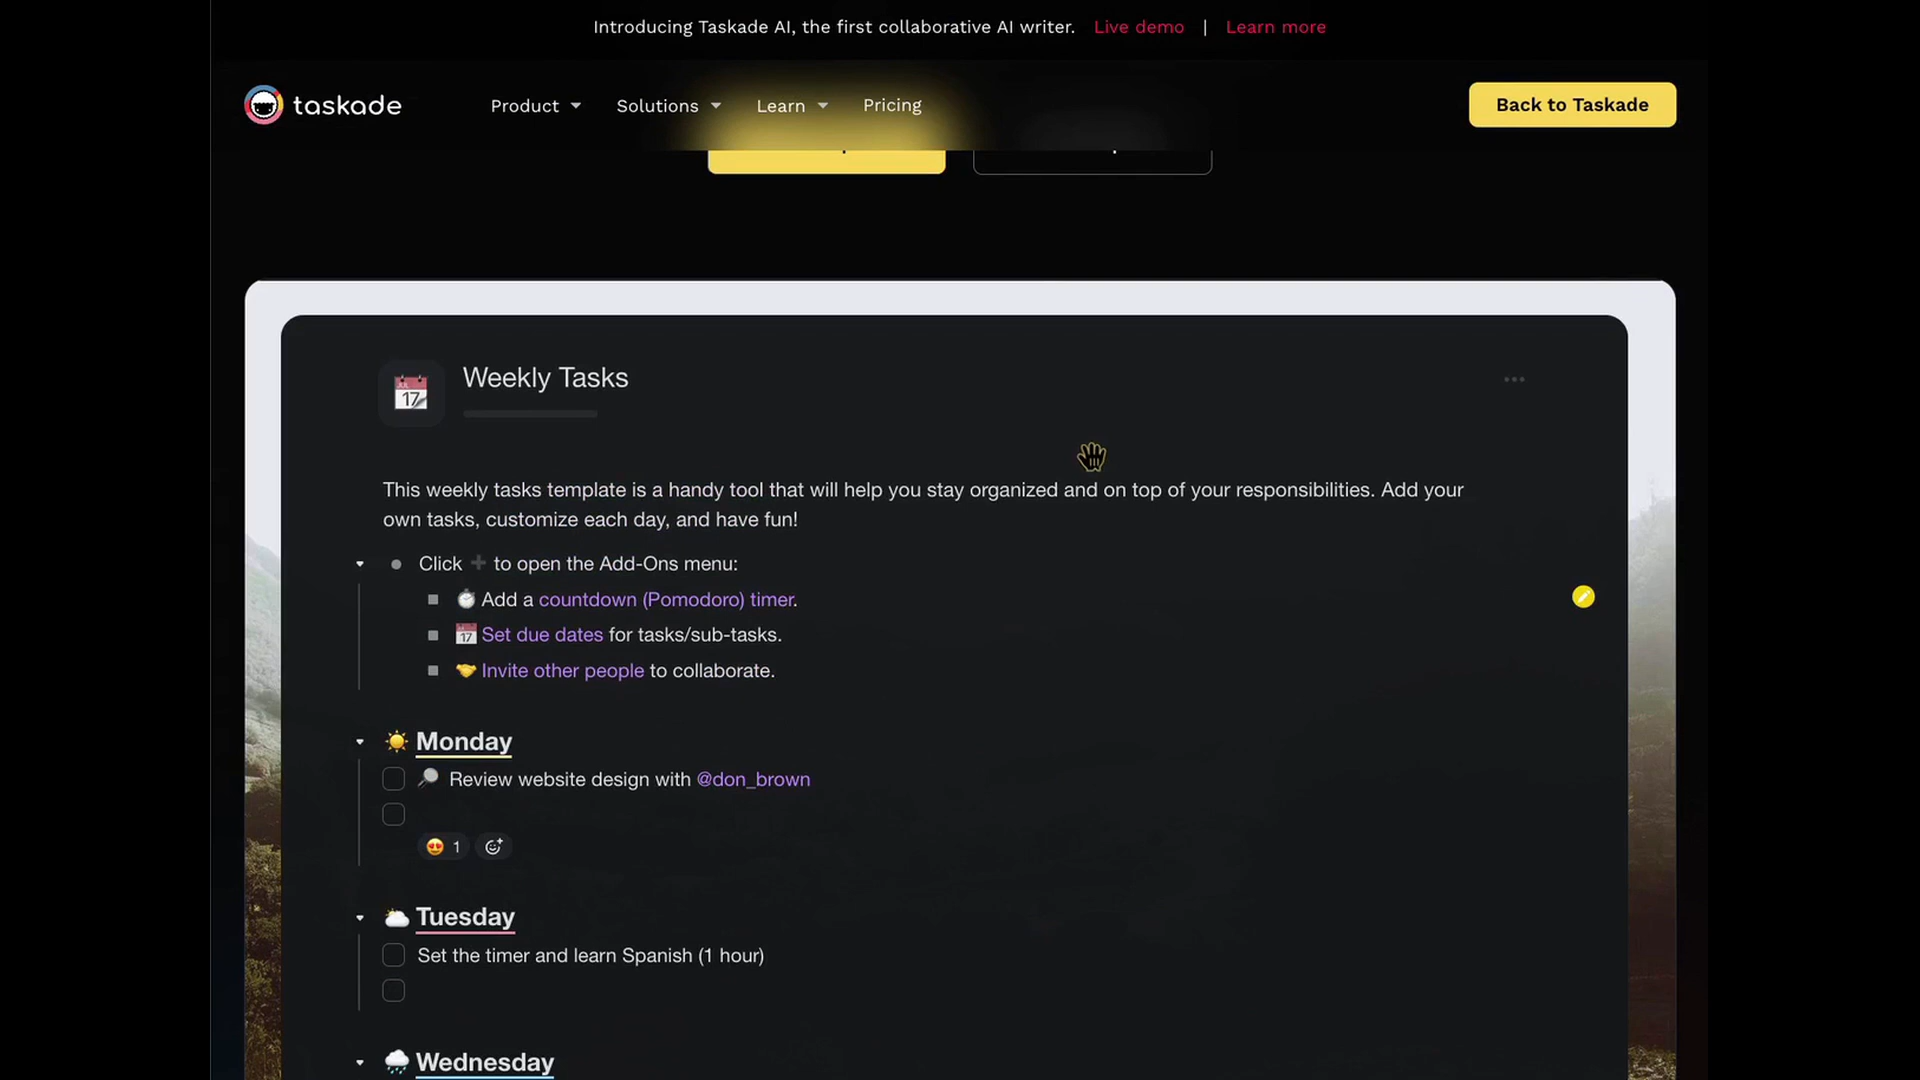 Introducing Taskade AI, the first collaborative AI writer. Live demo | Learn more
taskade Product Solutions Learn Pricing Back to Taskade
JUL 17 Weekly Tasks
This weekly tasks template is a handy tool that will help you stay organized and on top of your responsibilities. Add your
own tasks, customize each day, and have fun!
Click ➕ to open the Add-Ons menu:
Add a countdown (Pomodoro) timer.
17 Set due dates for tasks/sub-tasks.
Invite other people to collaborate.
Monday
Review website design with @don_brown
1
Tuesday
Set the timer and learn Spanish (1 hour)
Wednesday